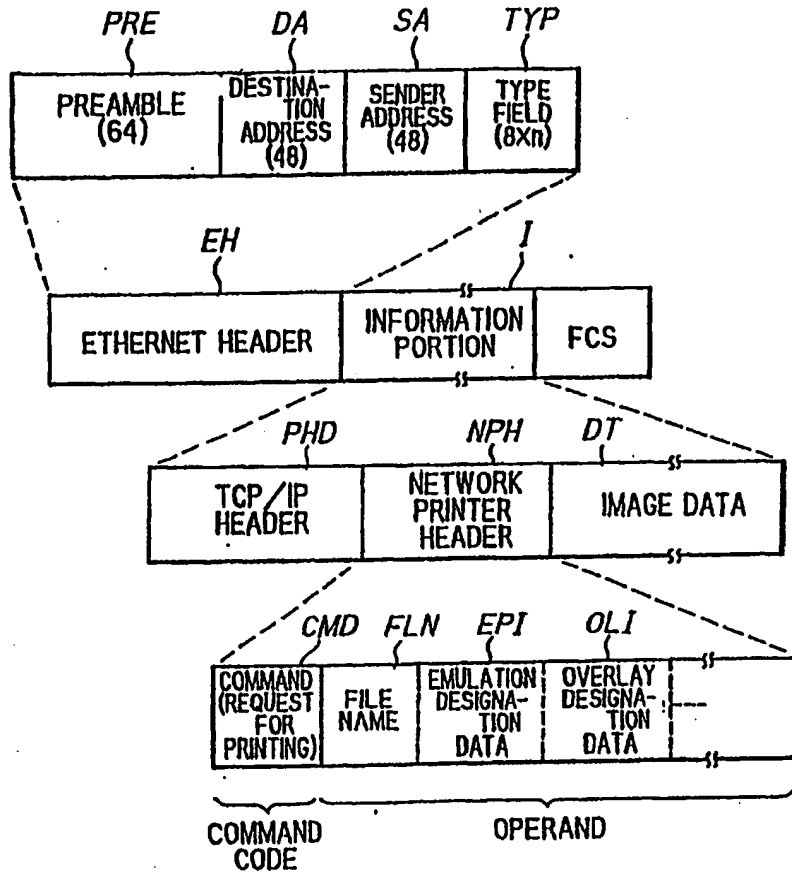 PRE DA SA TYP
PREAMBLE
(64)
DESTINA-
TION
ADDRESS
(48)
SENDER
ADDRESS
(48)
TYPE
FIELD
(8Xn)
EH I
ETHERNET HEADER
INFORMATION
PORTION
FCS
PHD NPH DT
TCP/IP
HEADER
NETWORK
PRINTER
HEADER
IMAGE DATA
CMD FLN EPI OLI
COMMAND
(REQUEST
FOR
PRINTING)
FILE
NAME
EMULATION
DESIGNA-
TION
DATA
OVERLAY
DESIGNA-
TION
DATA
COMMAND
CODE
OPERAND